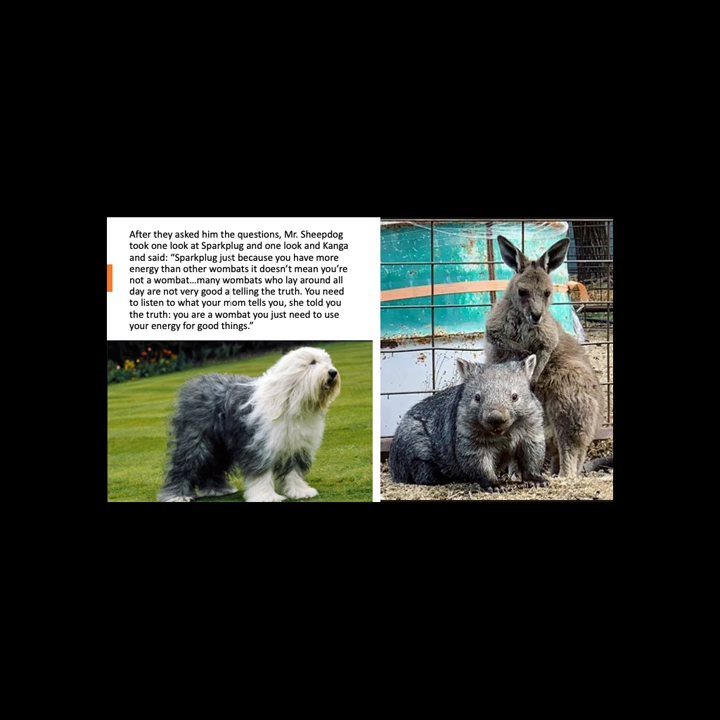 After they asked him the questions, Mr. Sheepdog
took one look at Sparkplug and one look and Kanga
and said: “Sparkplug just because you have more
energy than other wombats it doesn’t mean you’re
not a wombat…many wombats who lay around all
day are not very good a telling the truth. You need
to listen to what your mom tells you, she told you
the truth: you are a wombat you just need to use
your energy for good things.”